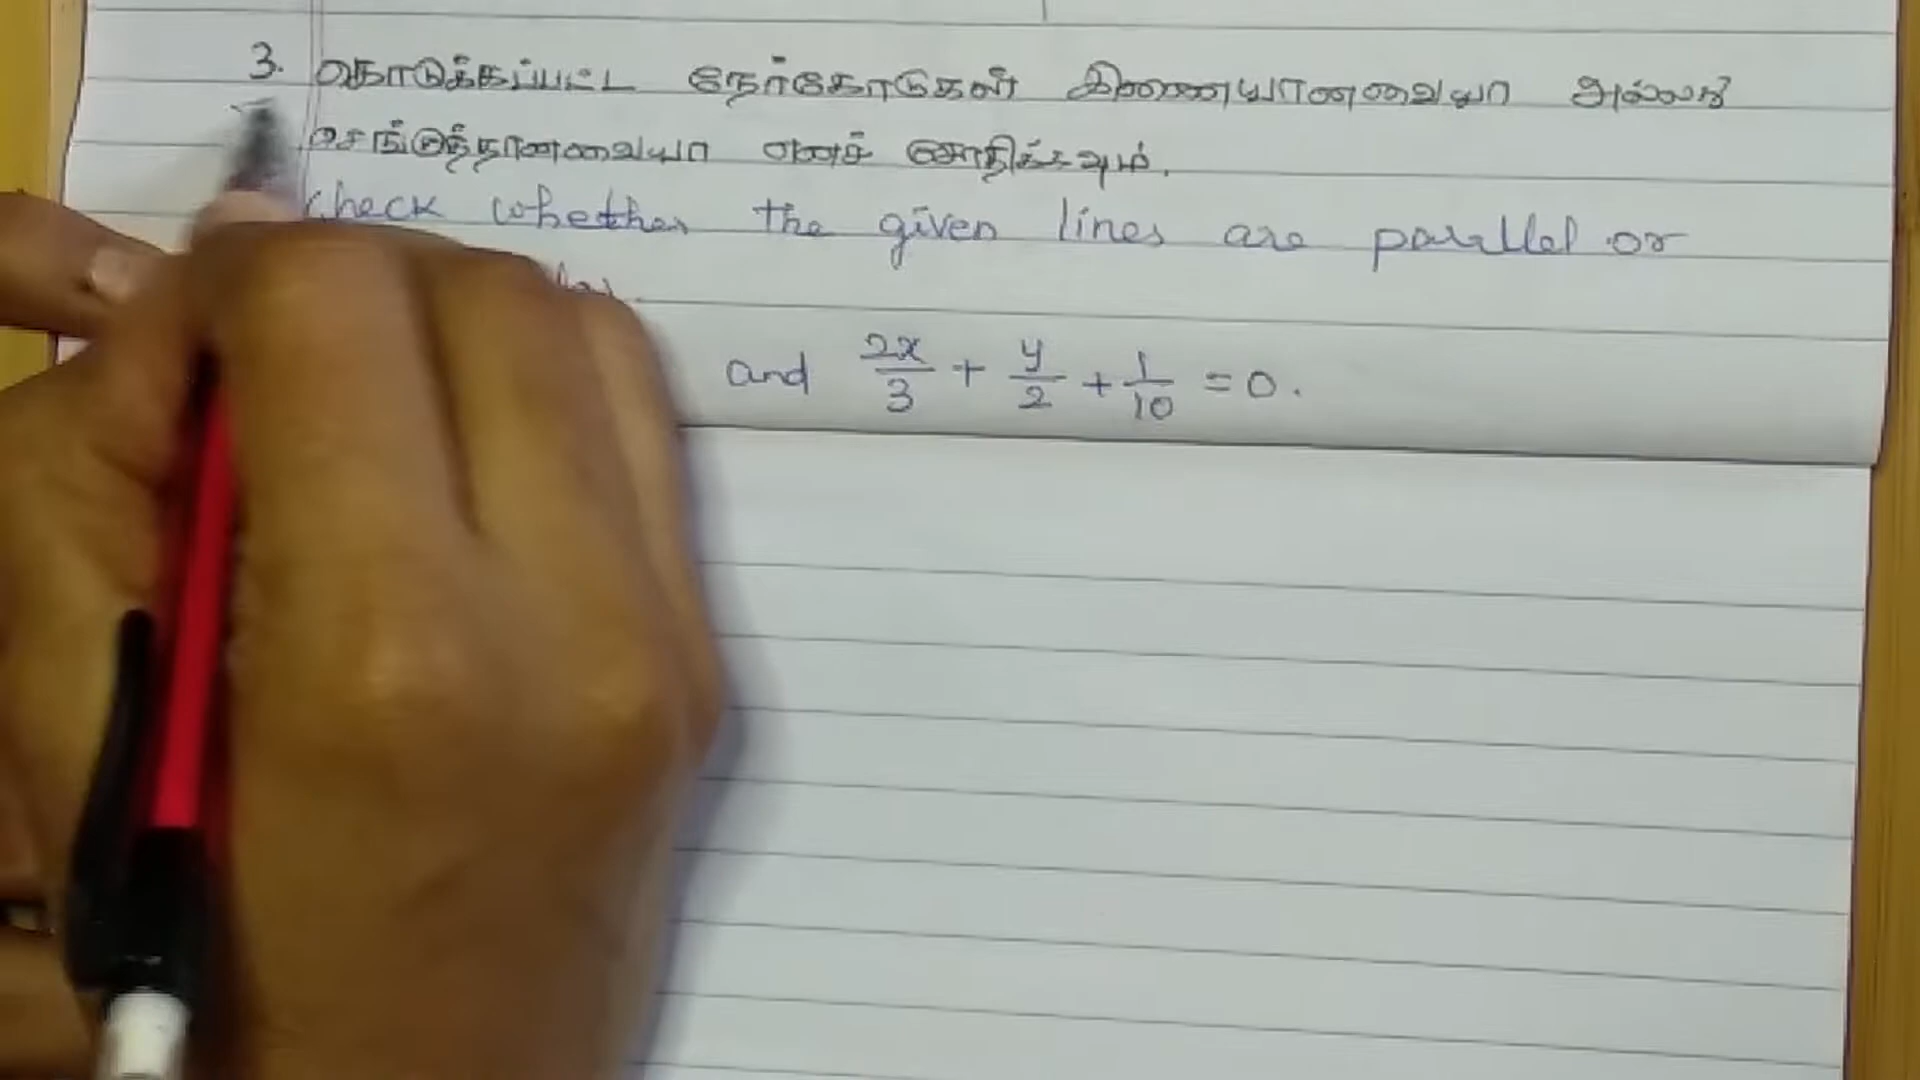 3. கொடுக்கப்பட்ட நேர்கோடுகள் இணையானவையா அல்லது
செங்குத்தானவையா எனச் சோதிக்கவும்.
check whether the given lines are parallel or
and 2x/3 + y/2 + 1/10 = 0.